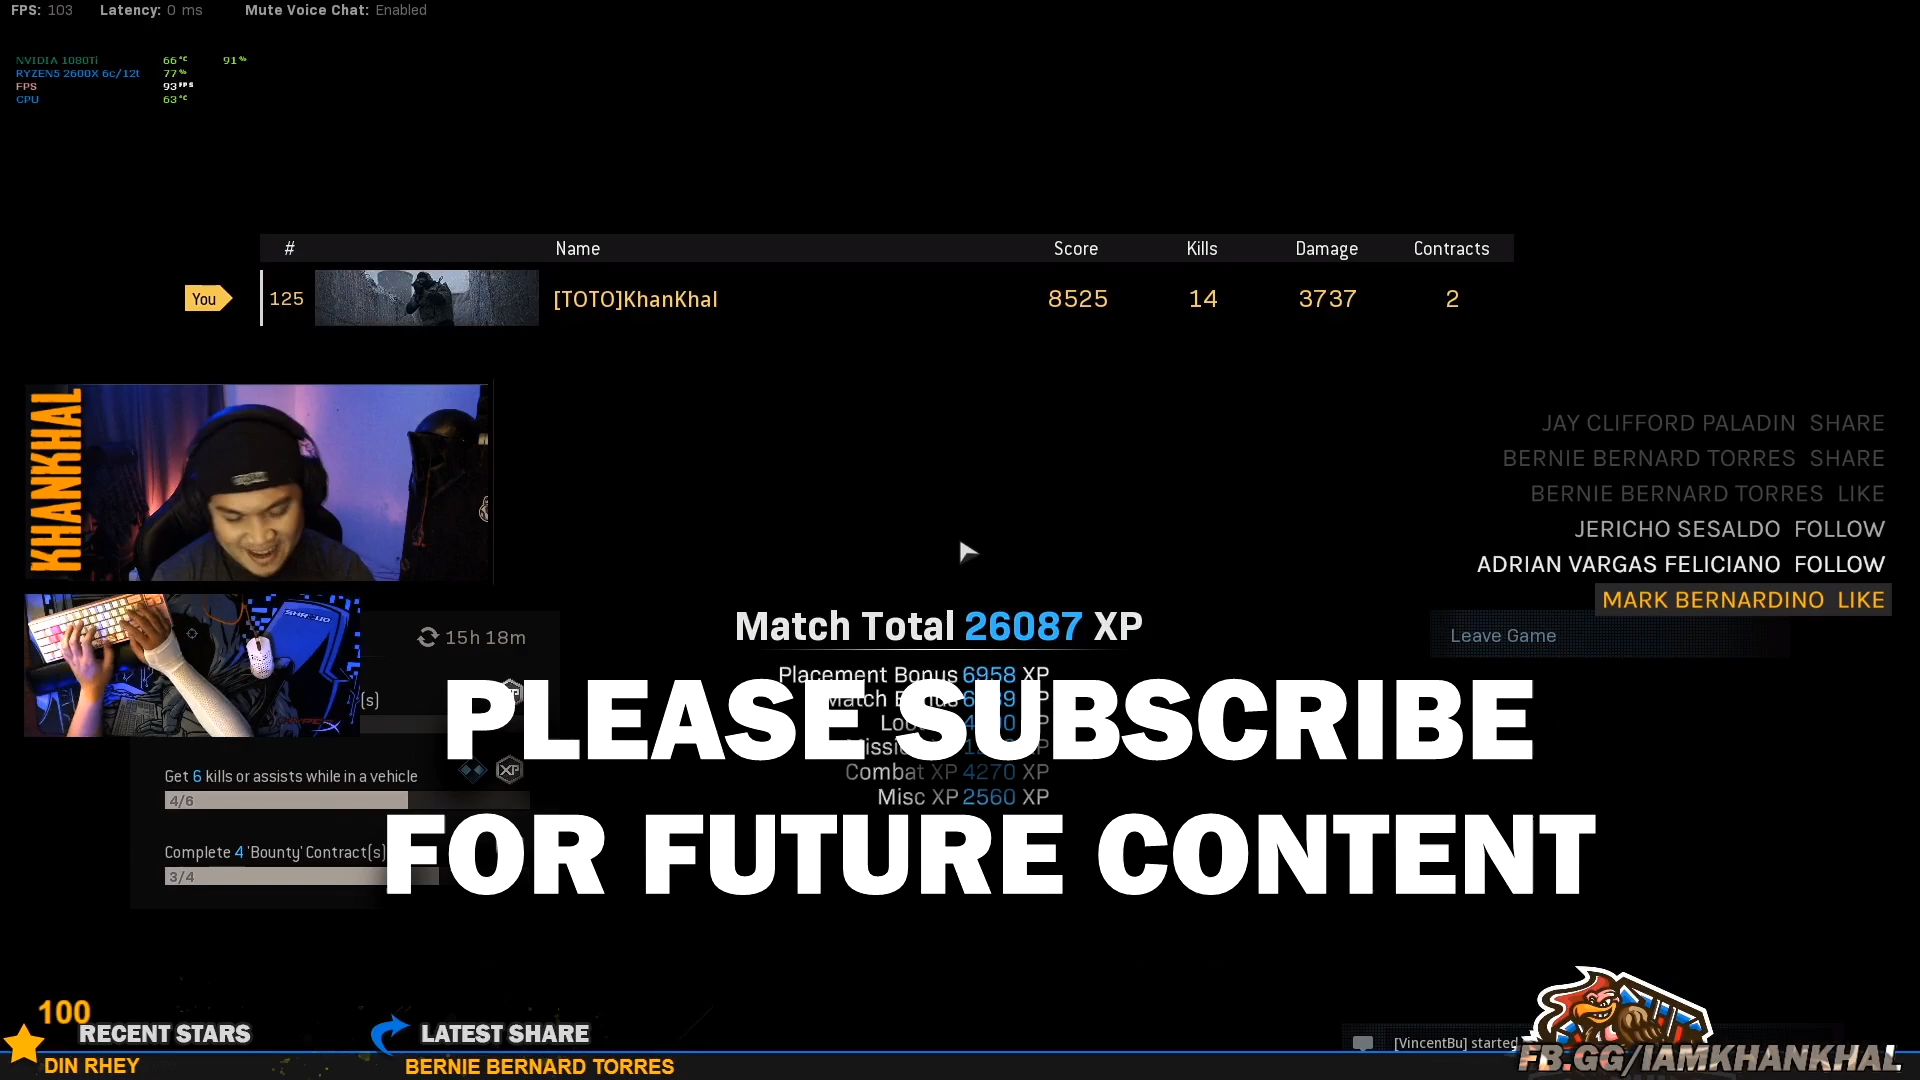 FPS: 103 Latency: 0 ms Mute Voice Chat: Enabled
NVIDIA 1080Ti 66°C 91%
RYZEN5 2600X 6c/12t 77%
FPS 93FPS
CPU 63°C
# Name Score Kills Damage Contracts
You 125 [TOTO]KhanKhal 8525 14 3737 2
KHANKHAL
JAY CLIFFORD PALADIN SHARE
BERNIE BERNARD TORRES SHARE
BERNIE BERNARD TORRES LIKE
JERICHO SESALDO FOLLOW
ADRIAN VARGAS FELICIANO FOLLOW
MARK BERNARDINO LIKE
Leave Game
SHROUD
HYPERX
15h 18m
(s)
Match Total 26087 XP
Placement Bonus 6958 XP
Combat XP 4270 XP
Misc XP 2560 XP
PLEASE SUBSCRIBE
FOR FUTURE CONTENT
Get 6 kills or assists while in a vehicle
XP
4/6
Complete 4 'Bounty' Contract(s)
3/4
100
RECENT STARS
DIN RHEY
LATEST SHARE
BERNIE BERNARD TORRES
[VincentBu] started
FB.GG/IAMKHANKHAL